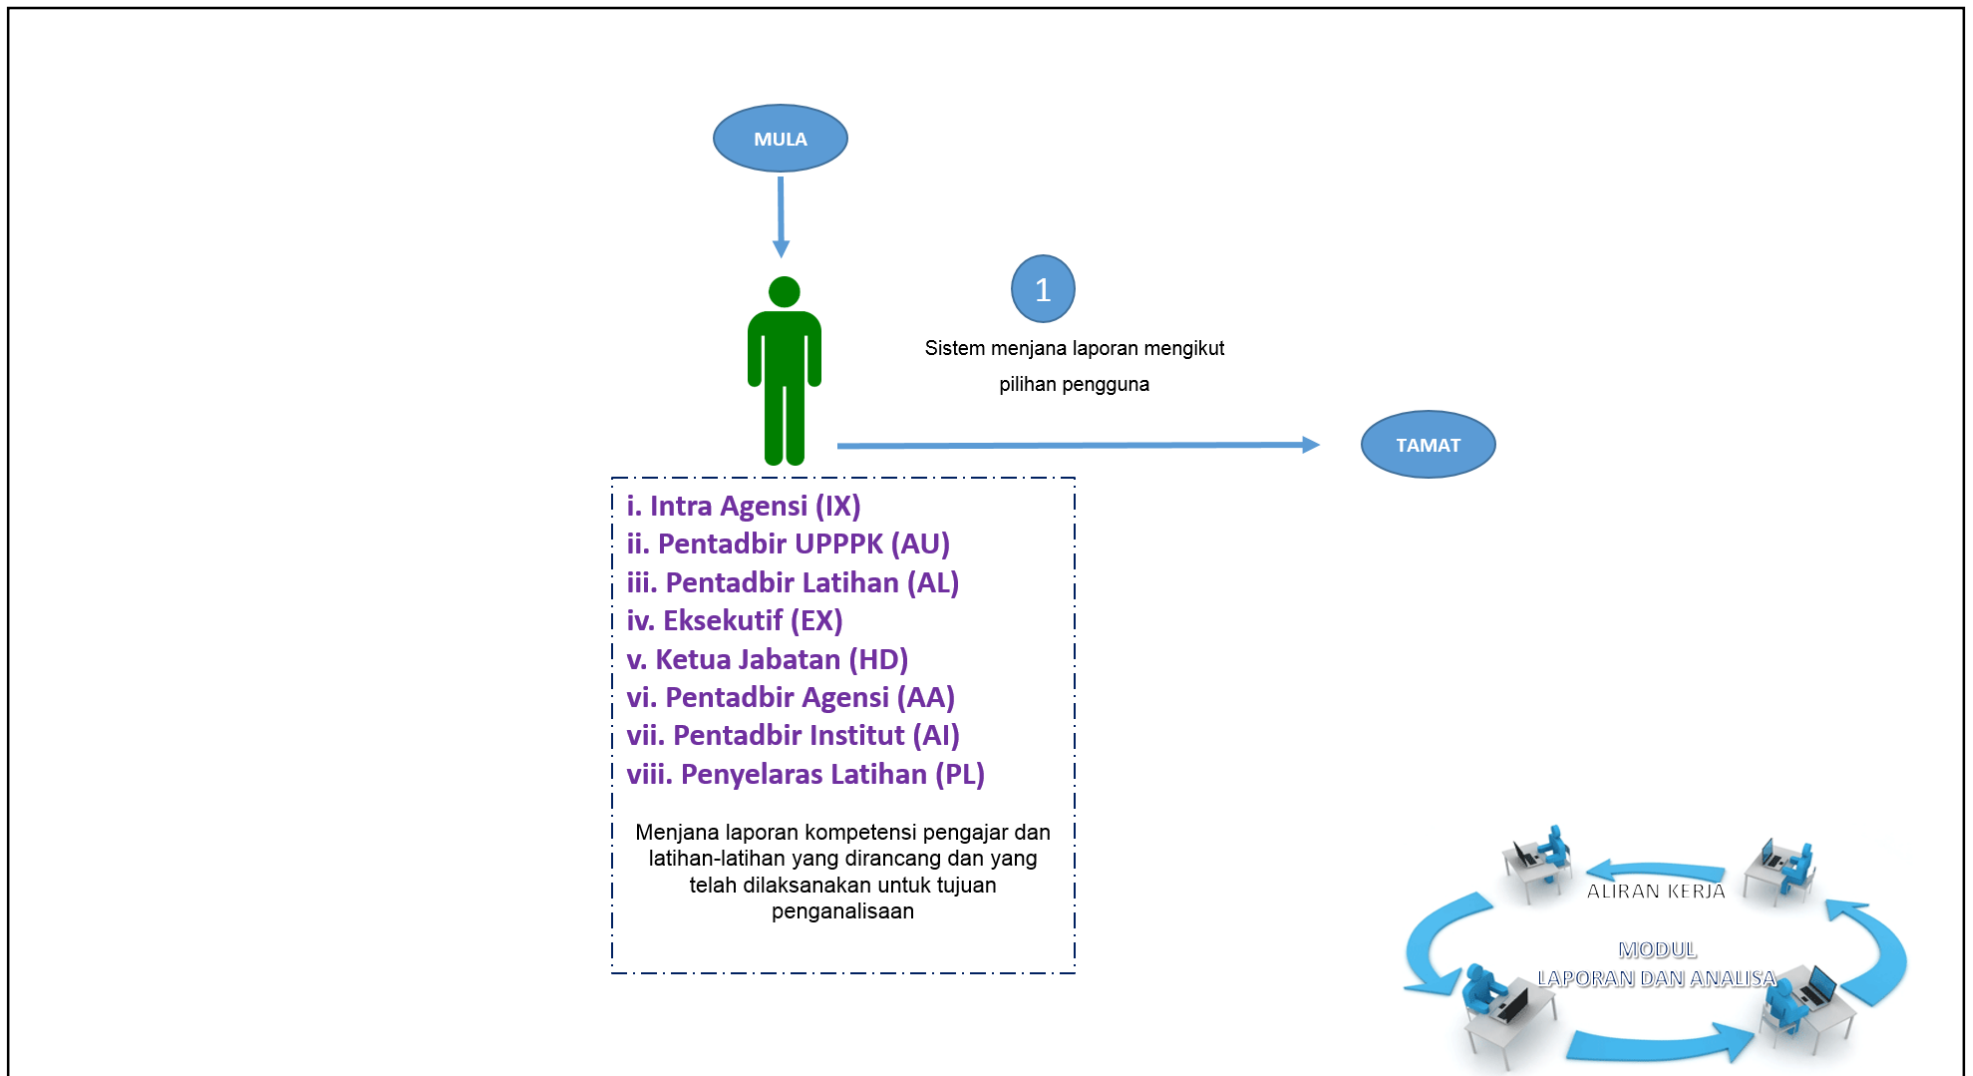 MULA
1
Sistem menjana laporan mengikut
pilihan pengguna
TAMAT
i. Intra Agensi (IX)
ii. Pentadbir UPPPK (AU)
iii. Pentadbir Latihan (AL)
iv. Eksekutif (EX)
v. Ketua Jabatan (HD)
vi. Pentadbir Agensi (AA)
vii. Pentadbir Institut (AI)
viii. Penyelaras Latihan (PL)
Menjana laporan kompetensi pengajar dan
latihan-latihan yang dirancang dan yang
telah dilaksanakan untuk tujuan
penganalisaan
ALIRAN KERJA
MODUL
LAPORAN DAN ANALISA